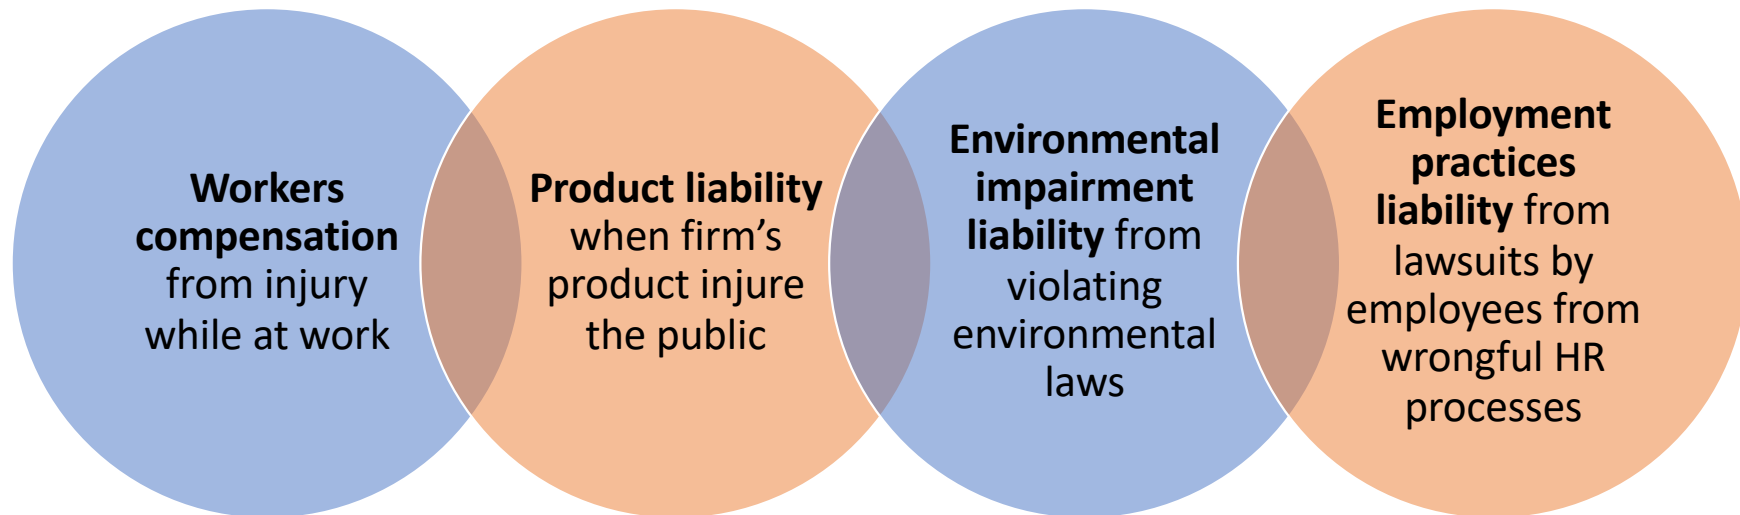 Workers
compensation
from injury
while at work
Product liability
when firm’s
product injure
the public
Environmental
impairment
liability from
violating
environmental
laws
Employment
practices
liability from
lawsuits by
employees from
wrongful HR
processes